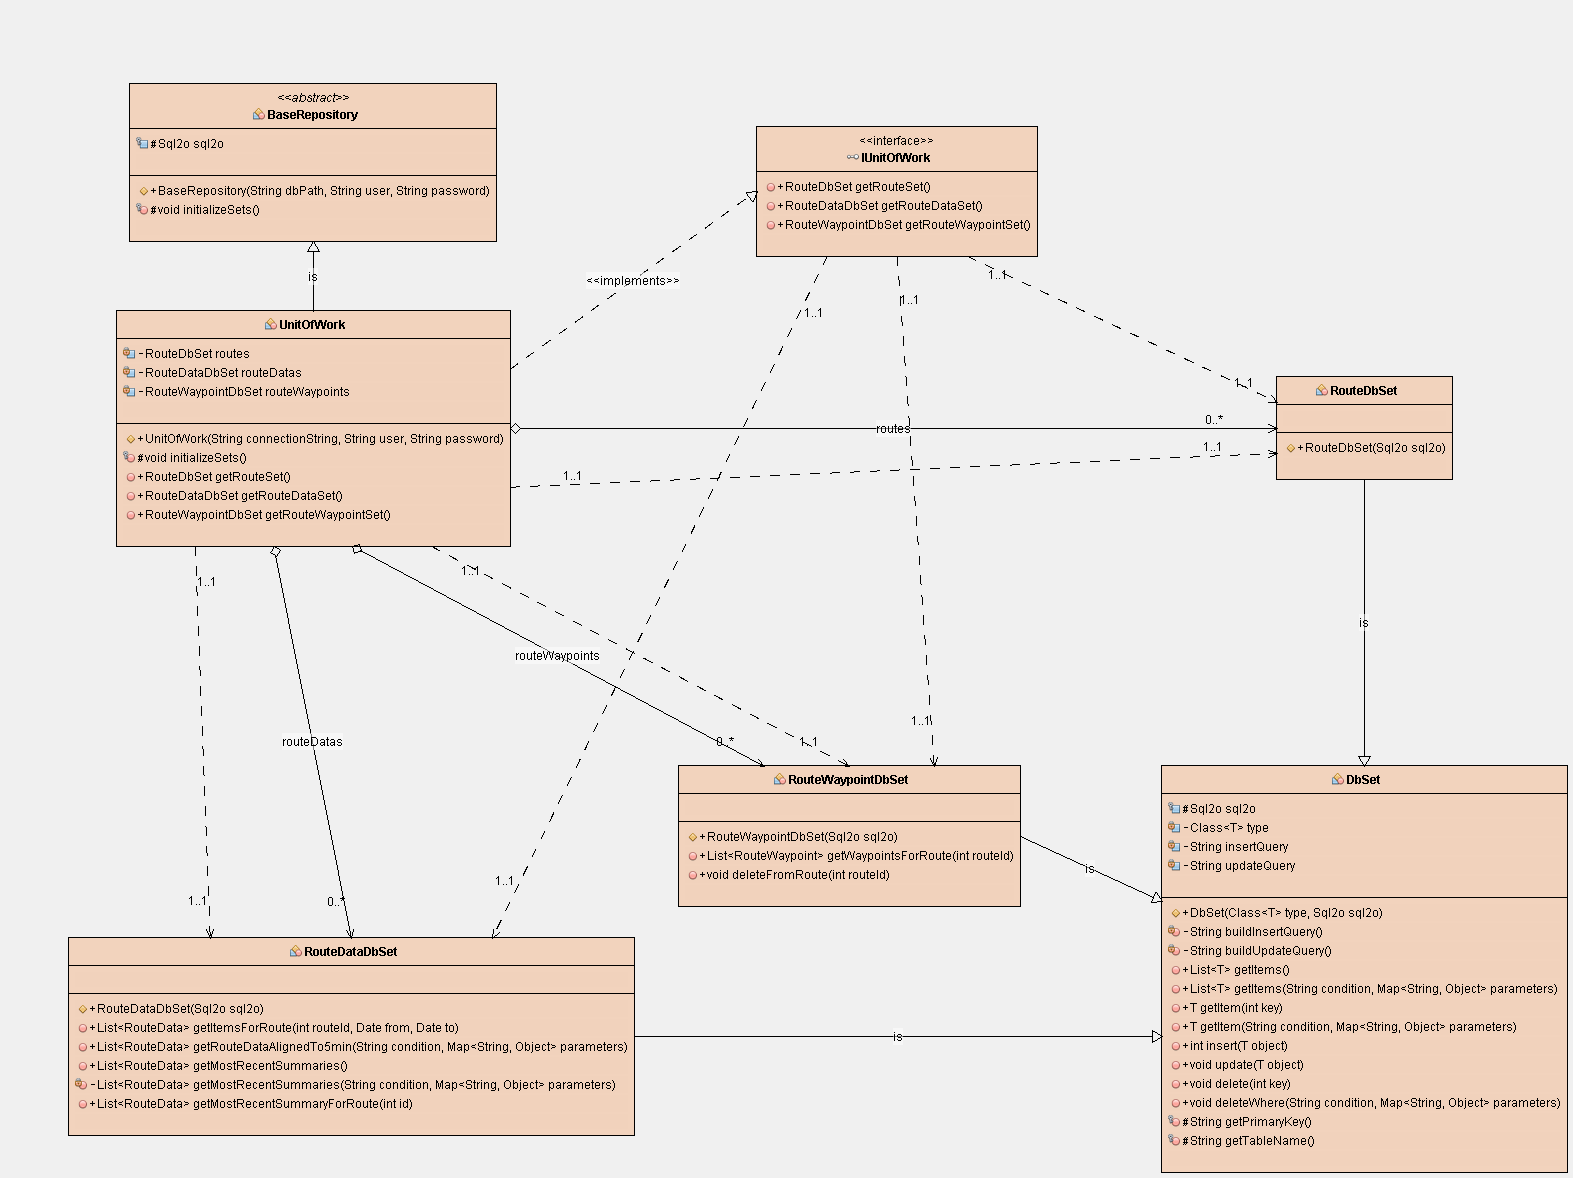 <<abstract>>
BaseRepository
#Sql2o sql2o
+BaseRepository(String dbPath, String user, String password)
#void initializeSets()
<<interface>>
IUnitOfWork
+RouteDbSet getRouteSet()
+RouteDataDbSet getRouteDataSet()
+RouteWaypointDbSet getRouteWaypointSet()
is
<<implements>>
1..1
1..1
1..1
1..1
UnitOfWork
-RouteDbSet routes
-RouteDataDbSet routeDatas
-RouteWaypointDbSet routeWaypoints
+UnitOfWork(String connectionString, String user, String password)
#void initializeSets()
+RouteDbSet getRouteSet()
+RouteDataDbSet getRouteDataSet()
+RouteWaypointDbSet getRouteWaypointSet()
routes
0..*
1..1
1..1
RouteDbSet
+RouteDbSet(Sql2o sql2o)
is
1..1
1..1
routeWaypoints
routeDatas
0..*
1..1
1..1
1..1
0..*
1..1
RouteWaypointDbSet
+RouteWaypointDbSet(Sql2o sql2o)
+List<RouteWaypoint> getWaypointsForRoute(int routeId)
+void deleteFromRoute(int routeId)
is
DbSet
#Sql2o sql2o
-Class<T> type
-String insertQuery
-String updateQuery
+DbSet(Class<T> type, Sql2o sql2o)
-String buildInsertQuery()
-String buildUpdateQuery()
+List<T> getItems()
+List<T> getItems(String condition, Map<String, Object> parameters)
+T getItem(int key)
+T getItem(String condition, Map<String, Object> parameters)
+int insert(T object)
+void update(T object)
+void delete(int key)
+void deleteWhere(String condition, Map<String, Object> parameters)
#String getPrimaryKey()
#String getTableName()
RouteDataDbSet
+RouteDataDbSet(Sql2o sql2o)
+List<RouteData> getItemsForRoute(int routeId, Date from, Date to)
+List<RouteData> getRouteDataAlignedTo5min(String condition, Map<String, Object> parameters)
+List<RouteData> getMostRecentSummaries()
-List<RouteData> getMostRecentSummaries(String condition, Map<String, Object> parameters)
+List<RouteData> getMostRecentSummaryForRoute(int id)
is